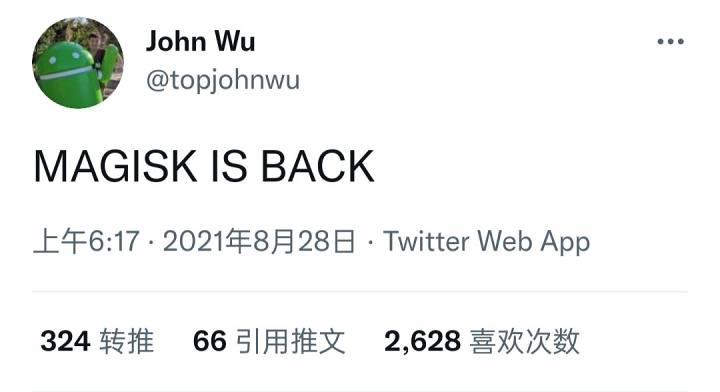 John Wu
@topjohnwu
MAGISK IS BACK
上午6:17 · 2021年8月28日 · Twitter Web App
324 转推 66 引用推文 2,628 喜欢次数